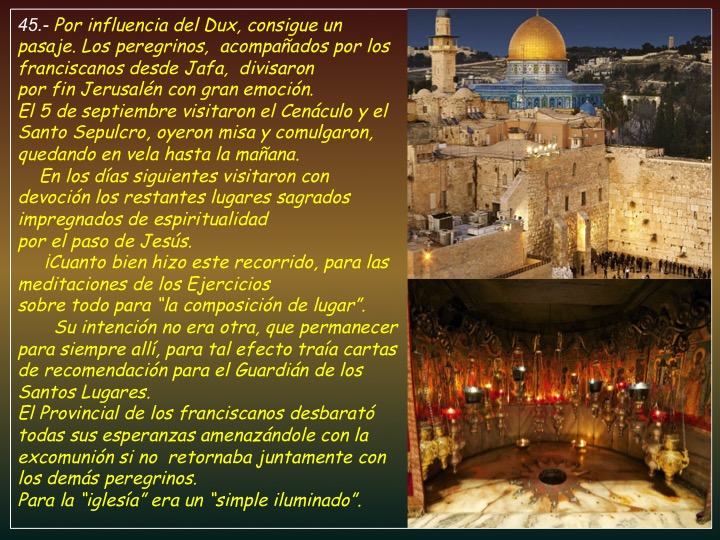 45.- Por influencia del Dux, consigue un
pasaje. Los peregrinos,  acompañados por los
franciscanos desde Jafa,  divisaron
por fin Jerusalén con gran emoción.
El 5 de septiembre visitaron el Cenáculo y el
Santo Sepulcro, oyeron misa y comulgaron,
quedando en vela hasta la mañana.
En los días siguientes visitaron con
devoción los restantes lugares sagrados
impregnados de espiritualidad
por el paso de Jesús.
¡Cuanto bien hizo este recorrido, para las
meditaciones de los Ejercicios
sobre todo para “la composición de lugar”.
Su intención no era otra, que permanecer
para siempre allí, para tal efecto traía cartas
de recomendación para el Guardián de los
Santos Lugares.
El Provincial de los franciscanos desbarató
todas sus esperanzas amenazándole con la
excomunión si no  retornaba juntamente con
los demás peregrinos.
Para la “iglesía” era un “simple iluminado”.